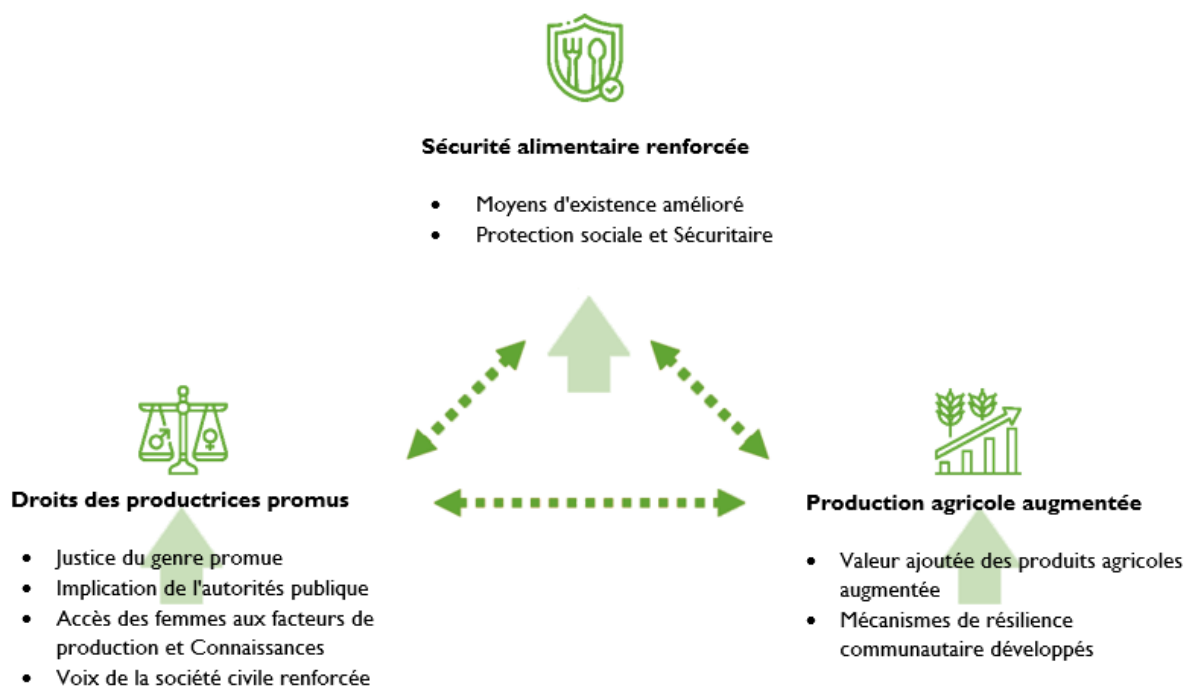 Sécurité alimentaire renforcée
• Moyens d'existence amélioré
• Protection sociale et Sécuritaire
Droits des productrices promus
• Justice du genre promue
• Implication de l'autorités publique
• Accès des femmes aux facteurs de
production et Connaissances
• Voix de la société civile renforcée
Production agricole augmentée
• Valeur ajoutée des produits agricoles
augmentée
• Mécanismes de résilience
communautaire développés